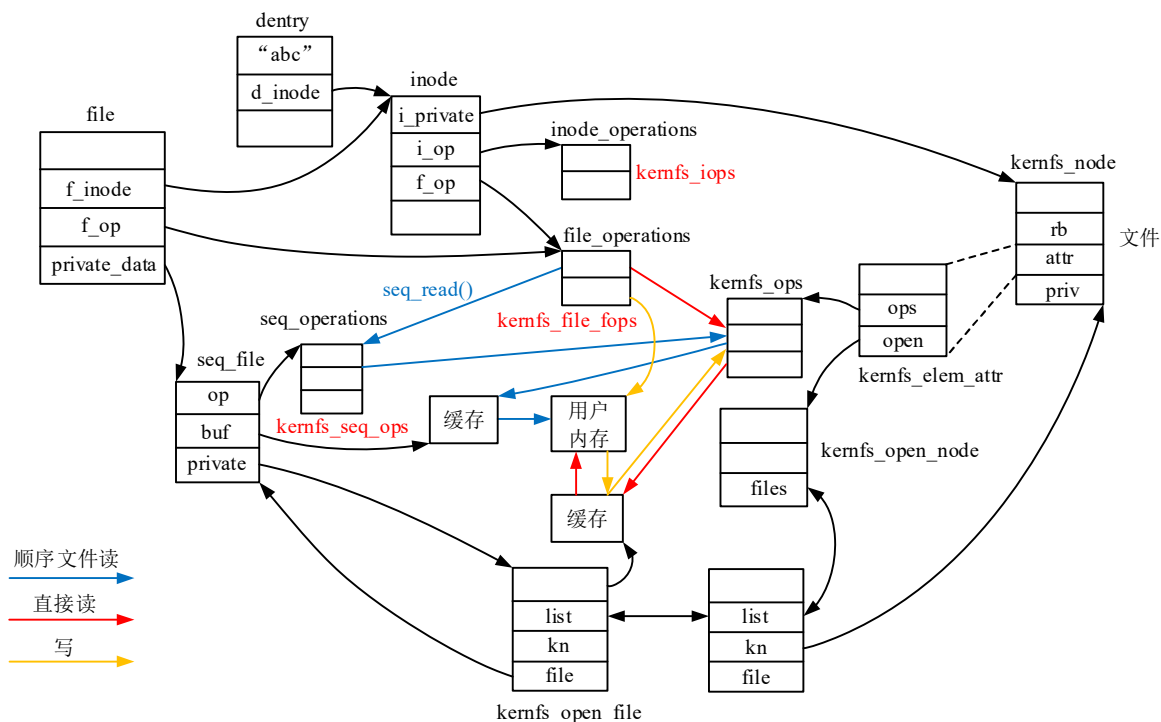 dentry
“abc”
d_inode
file
f_inode
f_op
private_data
inode
i_private
i_op
f_op
inode_operations
kernfs_iops
kernfs_node
rb
attr
priv
文件
file_operations
kernfs_file_fops
seq_read()
seq_operations
kernfs_seq_ops
kernfs_ops
ops
open
kernfs_elem_attr
seq_file
op
buf
private
缓存
用户
内存
缓存
kernfs_open_node
files
顺序文件读
直接读
写
list
kn
file
kernfs_open_file
list
kn
file